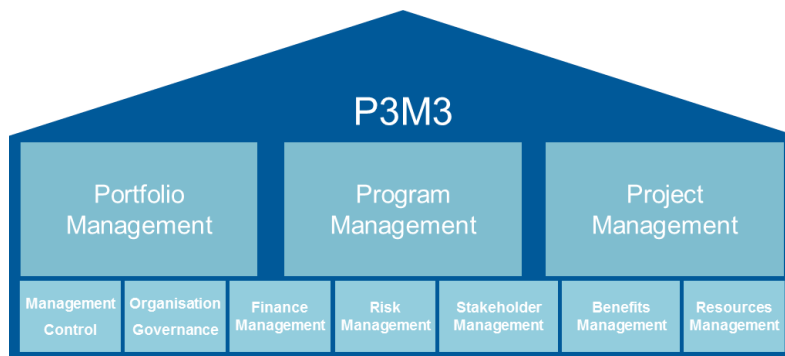 P3M3
Portfolio
Management
Program
Management
Project
Management
Management
Control
Organisation
Governance
Finance
Management
Risk
Management
Stakeholder
Management
Benefits
Management
Resources
Management